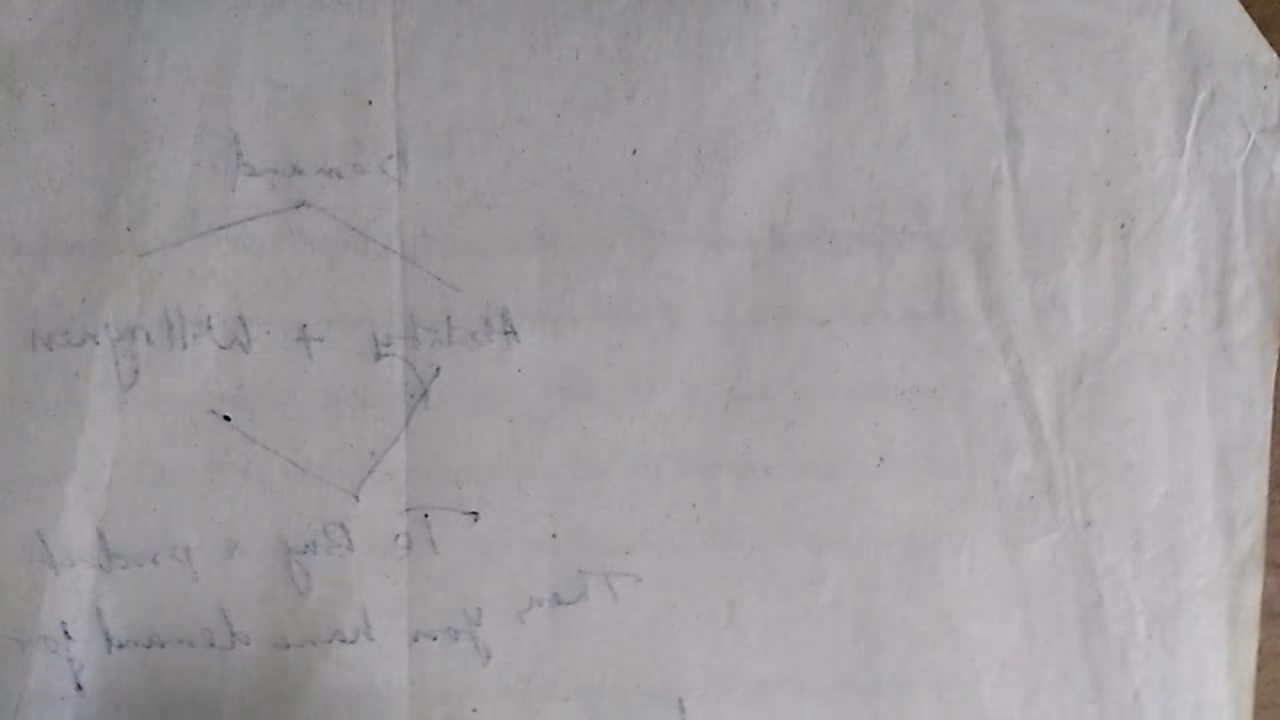 Demand
Ability + Willingness
To Buy a product
Then,
you have demand for